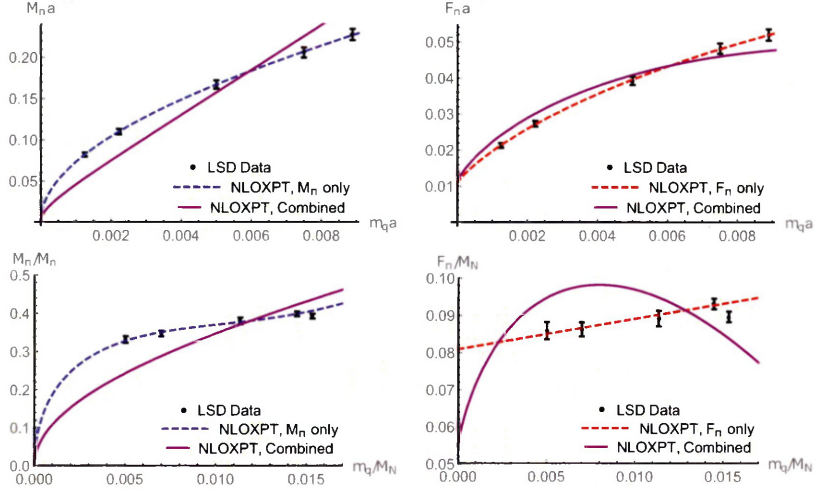 M_π a
0.20
0.15
0.10
0.05
LSD Data
NLOXPT, M_π only
NLOXPT, Combined
0.002
0.004
0.006
0.008
m_q a
F_π a
0.05
0.04
0.03
0.02
0.01
LSD Data
NLOXPT, F_π only
NLOXPT, Combined
0.002
0.004
0.006
0.008
m_q a
M_π/M_n
0.5
0.4
0.3
0.2
0.1
0.0
LSD Data
NLOXPT, M_π only
NLOXPT, Combined
0.000
0.005
0.010
0.015
m_q/M_N
F_π/M_N
0.10
0.09
0.08
0.07
0.06
0.05
LSD Data
NLOXPT, F_π only
NLOXPT, Combined
0.000
0.005
0.010
0.015
m_q/M_N